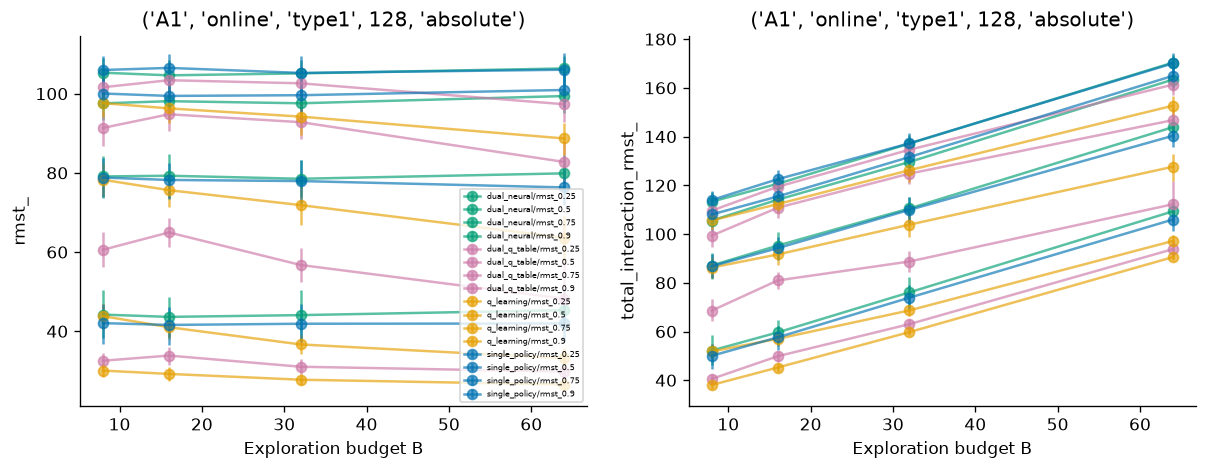 ('A1', 'online', 'type1', 128, 'absolute')
rmst_
100
80
60
40
10
20
30
40
50
60
Exploration budget B
dual_neural/rmst_0.25
dual_neural/rmst_0.5
dual_neural/rmst_0.75
dual_neural/rmst_0.9
dual_q_table/rmst_0.25
dual_q_table/rmst_0.5
dual_q_table/rmst_0.75
dual_q_table/rmst_0.9
q_learning/rmst_0.25
q_learning/rmst_0.5
q_learning/rmst_0.75
q_learning/rmst_0.9
single_policy/rmst_0.25
single_policy/rmst_0.5
single_policy/rmst_0.75
single_policy/rmst_0.9
('A1', 'online', 'type1', 128, 'absolute')
total_interaction_rmst_
180
160
140
120
100
80
60
40
10
20
30
40
50
60
Exploration budget B